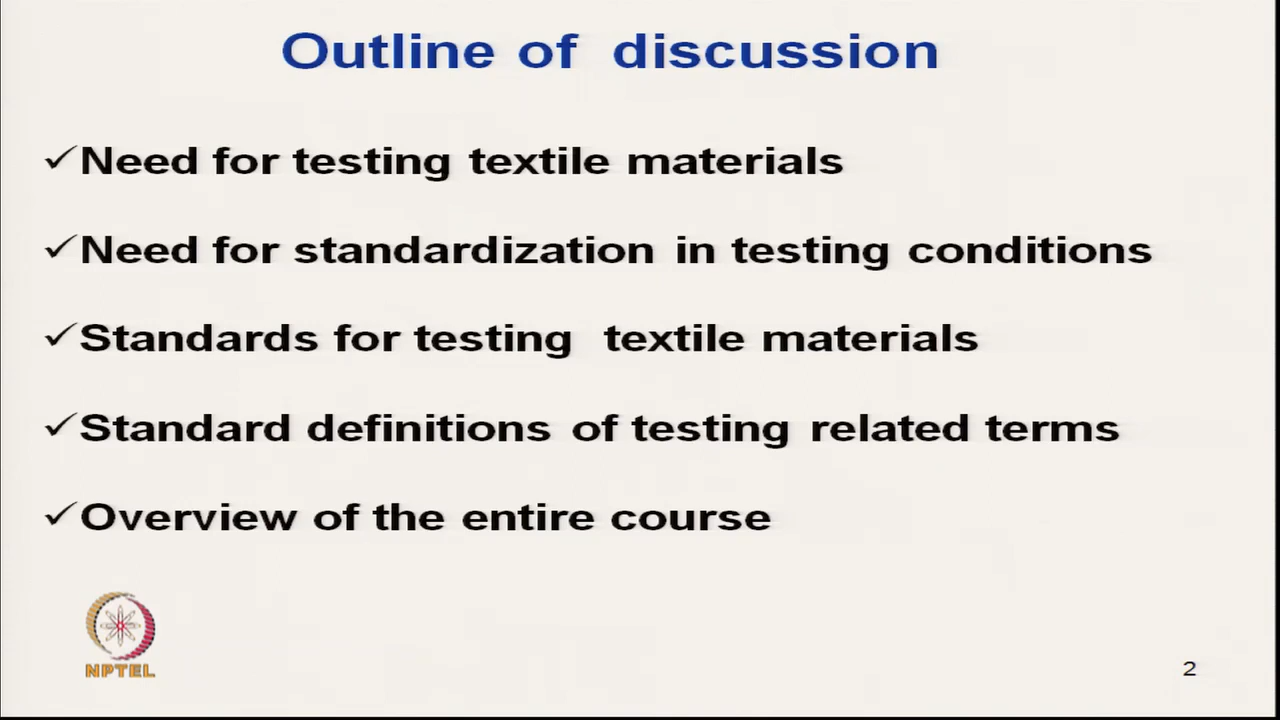 Outline of discussion
✓Need for testing textile materials
✓Need for standardization in testing conditions
✓Standards for testing textile materials
✓Standard definitions of testing related terms
✓Overview of the entire course
NPTEL
2